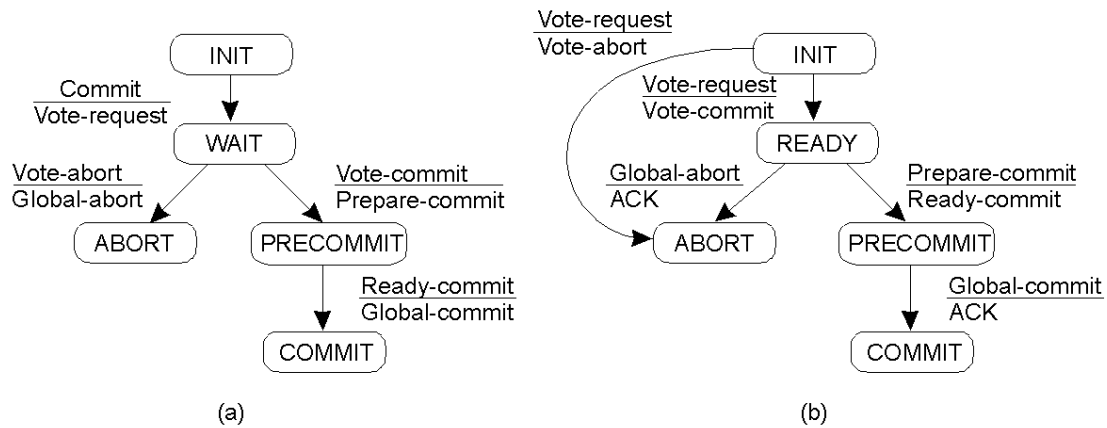 INIT
Commit
Vote-request
WAIT
Vote-abort
Global-abort
Vote-commit
Prepare-commit
ABORT
PRECOMMIT
Ready-commit
Global-commit
COMMIT
(a)
Vote-request
Vote-abort
INIT
Vote-request
Vote-commit
READY
Global-abort
ACK
Prepare-commit
Ready-commit
ABORT
PRECOMMIT
Global-commit
ACK
COMMIT
(b)